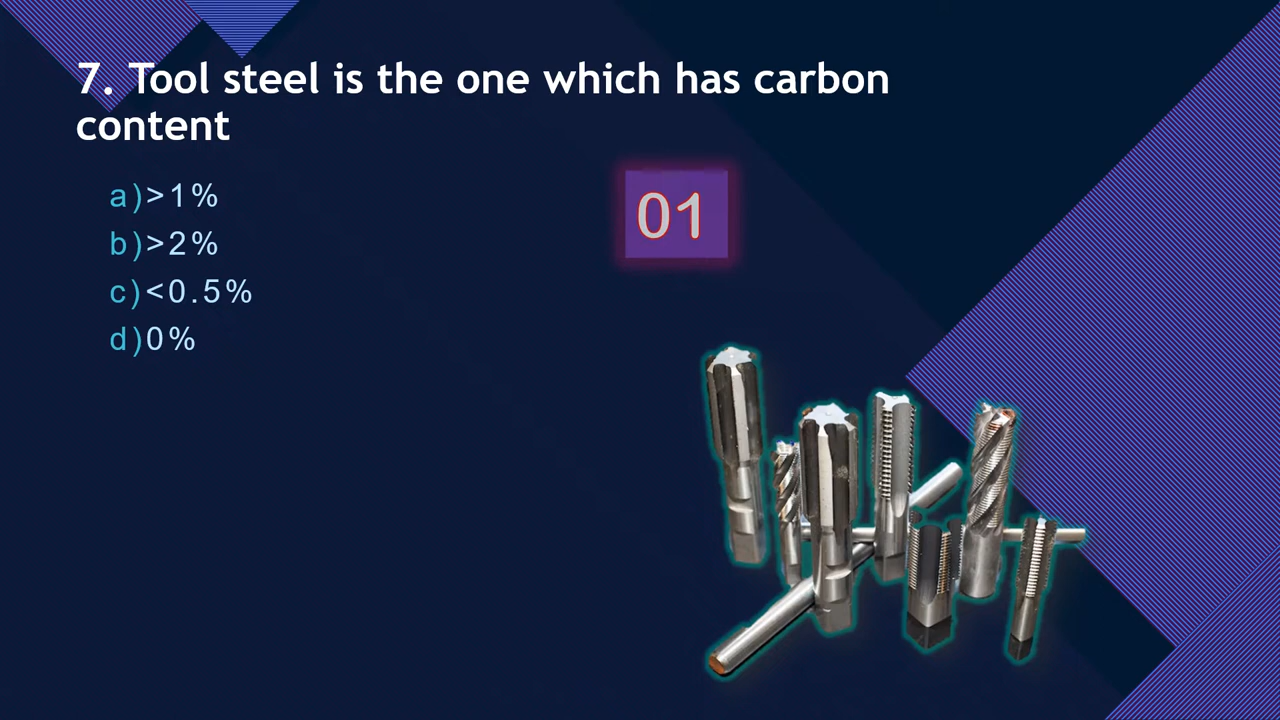 7. Tool steel is the one which has carbon
content
a)>1%
01
b)>2%
c)<0.5%
d)0%